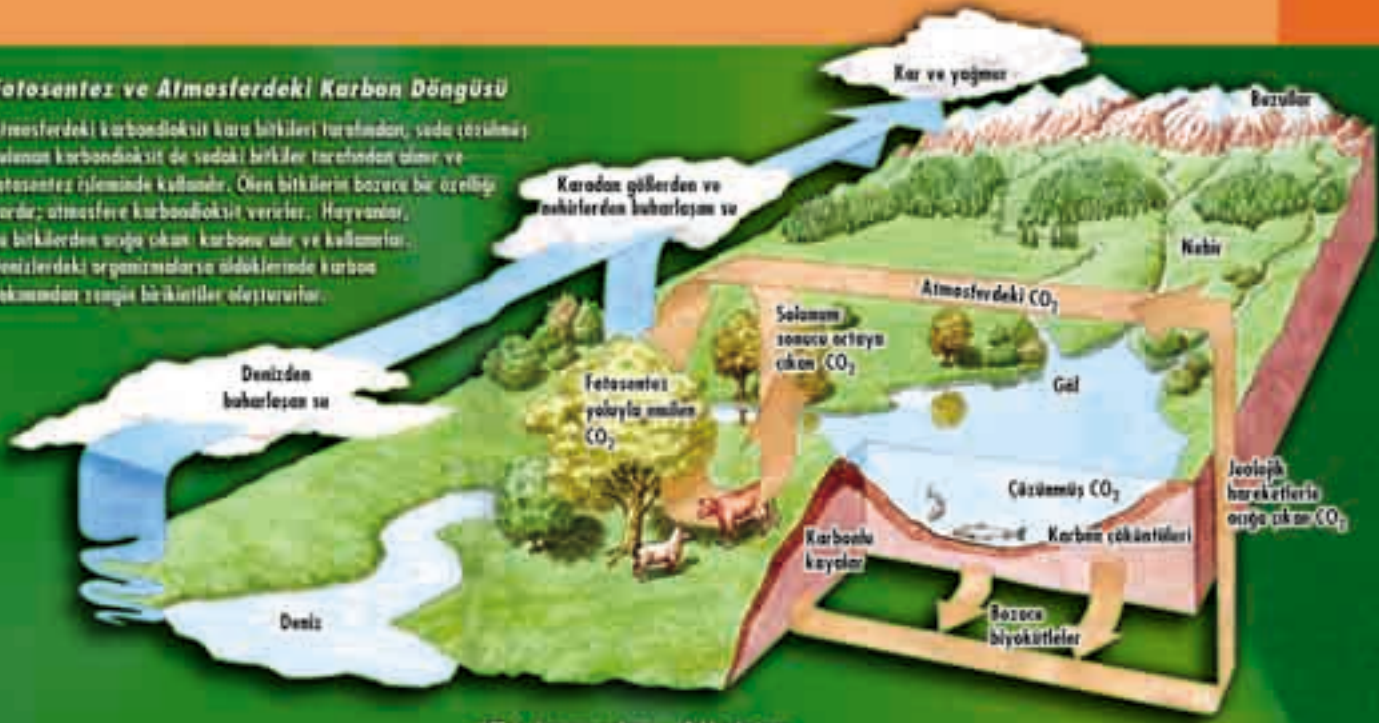 Fotosentez ve Atmosferdeki Karbon Döngüsü
Atmosferdeki karbondioksit kara bitkileri tarafından, suda çözülmüş
bulunan karbondioksit de sudaki bitkiler tarafından alınır ve
fotosentez işleminde kullanılır. Ölen bitkilerin bozucu bir özelliği
vardır; atmosfere karbondioksit verirler. Hayvanlar,
bu bitkilerden açığa çıkan karbonu alır ve kullanırlar.
Denizlerdeki organizmalarsa öldüklerinde karbon
bakımından zengin birikintiler oluştururlar.
Kar ve yağmur
Buzullar
Karadan göllerden ve
nehirlerden buharlaşan su
Nehir
Atmosferdeki CO₂
Solunum
sonucu ortaya
çıkan CO₂
Denizden
buharlaşan su
Fotosentez
yoluyla emilen
CO₂
Göl
Çözünmüş CO₂
Jeolojik
hareketlerle
açığa çıkan CO₂
Karbonlu
kayalar
Karbon çöküntüleri
Bozucu
biyokütleler
Deniz